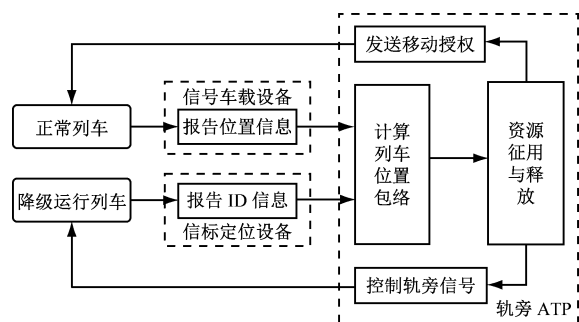 发送移动授权
信号车载设备
正常列车
报告位置信息
计算
列车
位置
包络
资源
征用
与释
放
降级运行列车
报告 ID 信息
信标定位设备
控制轨旁信号
轨旁 ATP